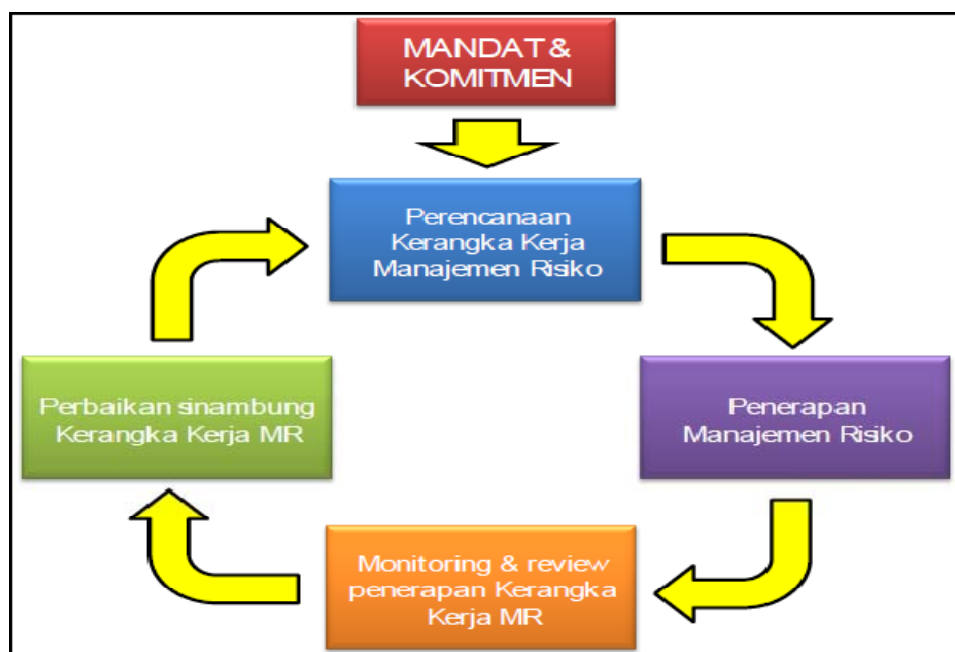 MANDAT &
KOMITMEN
Perencanaan
Kerangka Kerja
Manajemen Risiko
Penerapan
Manajemen Risiko
Monitoring & review
penerapan Kerangka
Kerja MR
Perbaikan sinambung
Kerangka Kerja MR